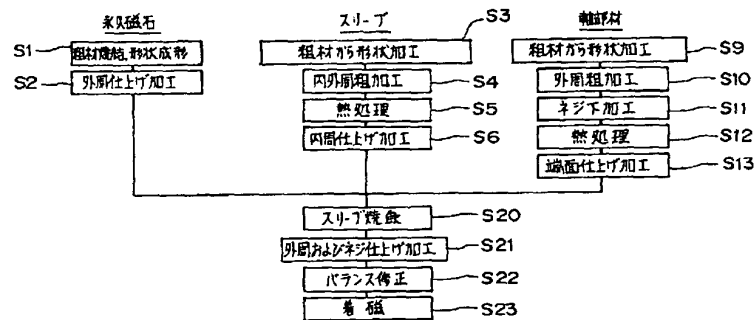 永久磁石
S1 粗材焼結、形状成形
S2 外周仕上げ加工
スリーブ
S3
粗材から形状加工
内外周粗加工 S4
熱処理 S5
内周仕上げ加工 S6
軸部材
粗材から形状加工 S9
外周粗加工 S10
ネジ下加工 S11
熱処理 S12
端面仕上げ加工 S13
スリーブ焼嵌 S20
外周およびネジ仕上げ加工 S21
バランス修正 S22
着磁 S23